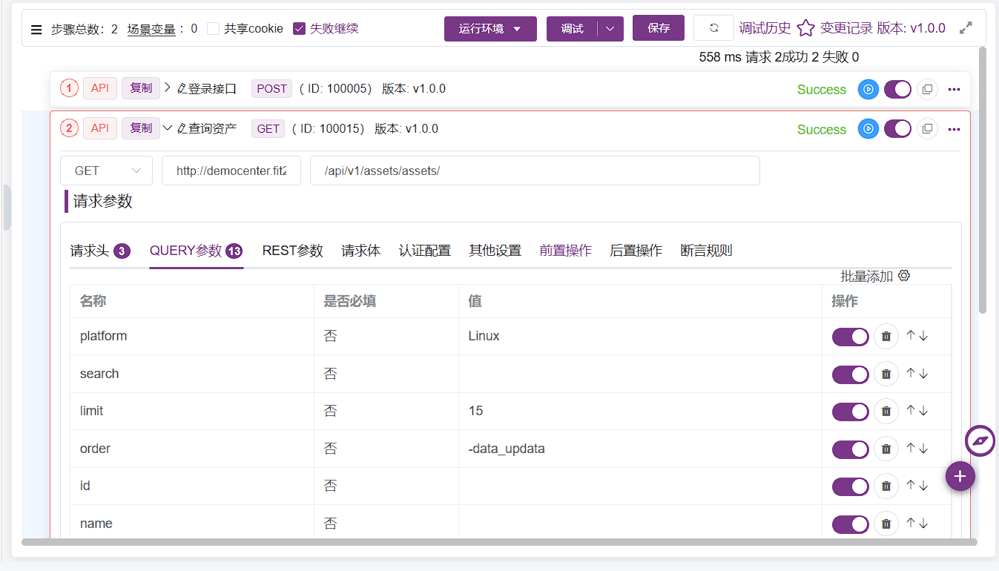 步骤总数：2 场景变量 ：0 共享cookie 失败继续 运行环境 调试 保存 调试历史 变更记录 版本: v1.0.0
558 ms 请求 2成功 2 失败 0
1 API 复制 登录接口 POST ( ID: 100005) 版本: v1.0.0 Success
2 API 复制 查询资产 GET ( ID: 100015) 版本: v1.0.0 Success
GET http://democenter.fit2 /api/v1/assets/assets/
请求参数
请求头 3 QUERY参数 13 REST参数 请求体 认证配置 其他设置 前置操作 后置操作 断言规则
批量添加
名称 是否必填 值 操作
platform 否 Linux
search 否
limit 否 15
order 否 -data_updata
id 否
name 否